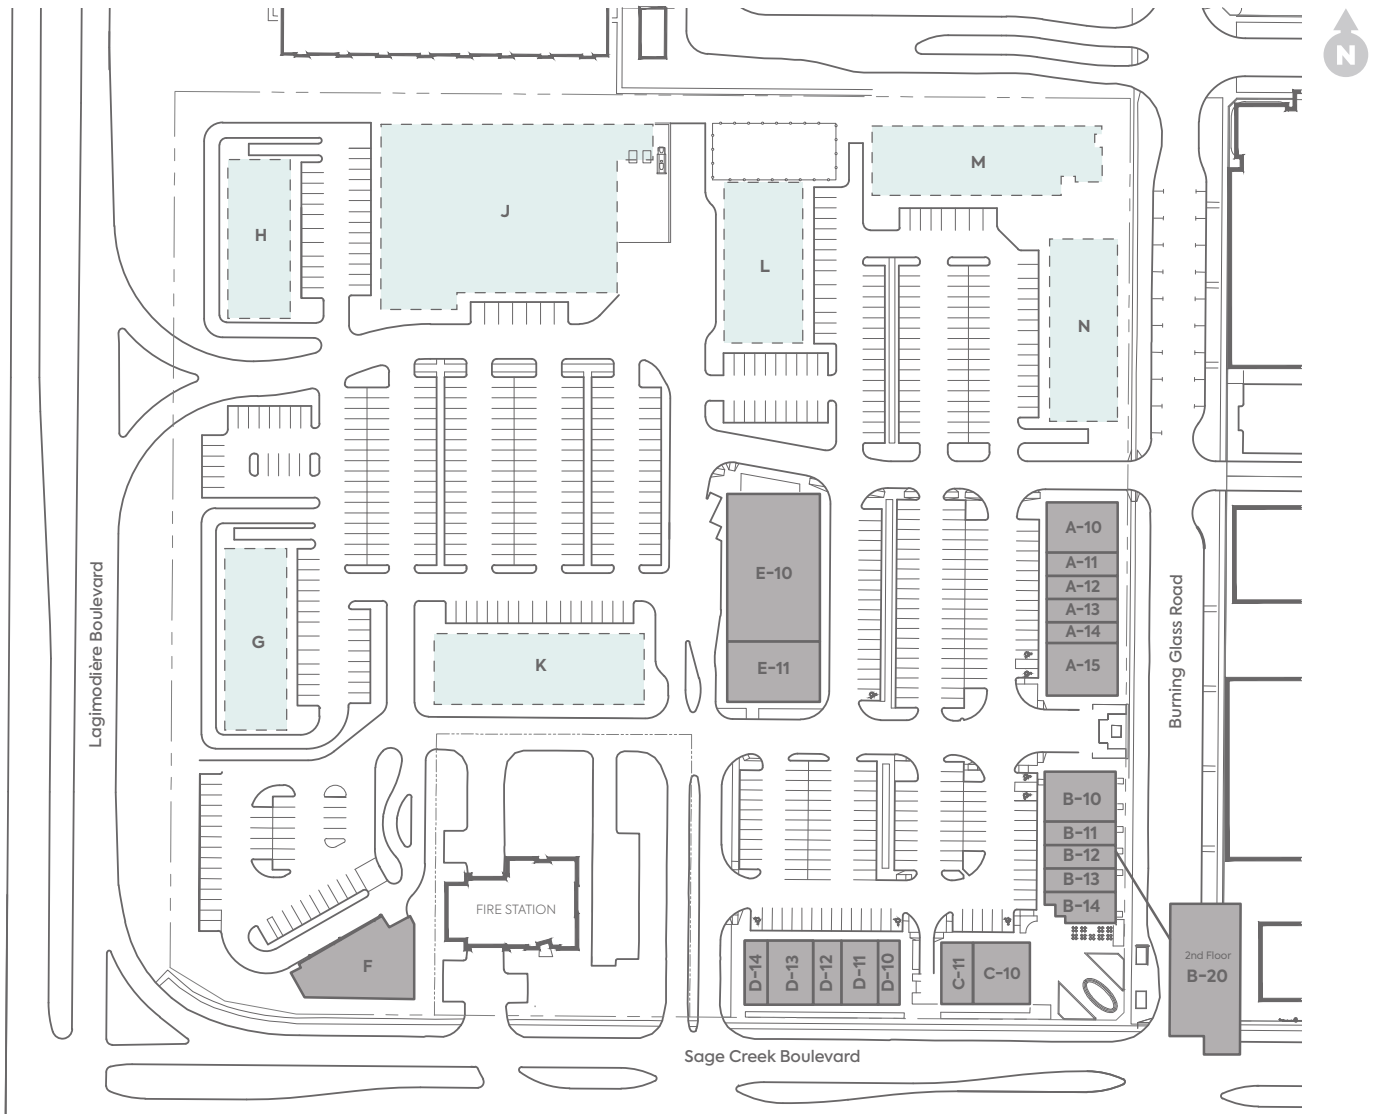 N
M
J
H
L
N
A-10
A-11
E-10
A-12
A-13
A-14
G
K
E-11
A-15
Lagimodière Boulevard
Burning Glass Road
B-10
B-11
B-12
B-13
B-14
FIRE STATION
F
D-14
D-13
D-12
D-11
D-10
C-11
C-10
2nd Floor
B-20
Sage Creek Boulevard